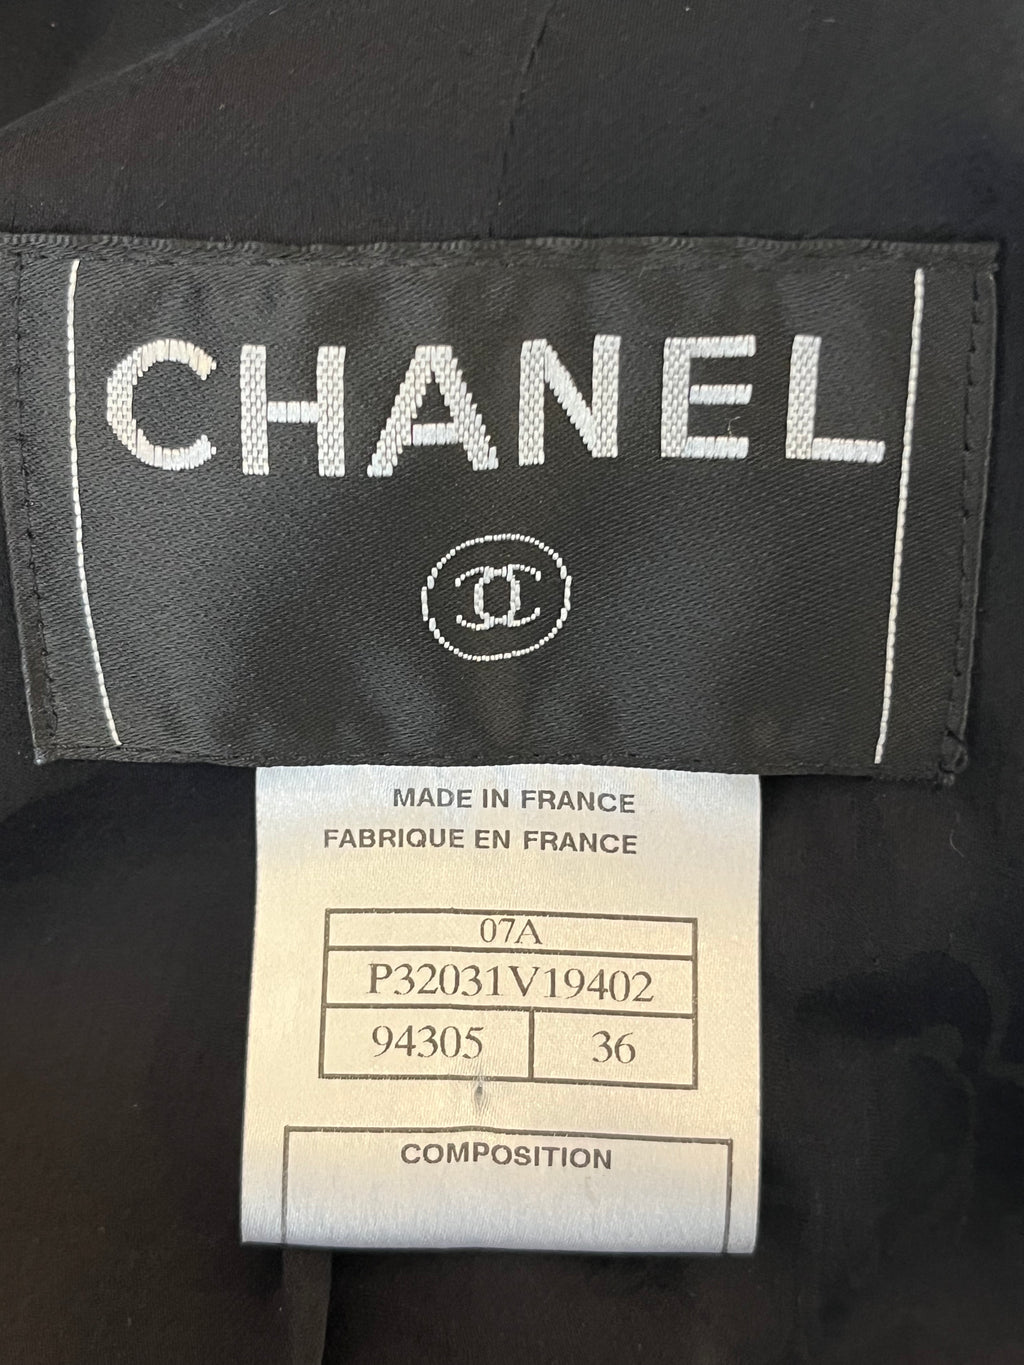 CHANEL
MADE IN FRANCE
FABRIQUE EN FRANCE
07A
P32031V19402
94305 36
COMPOSITION